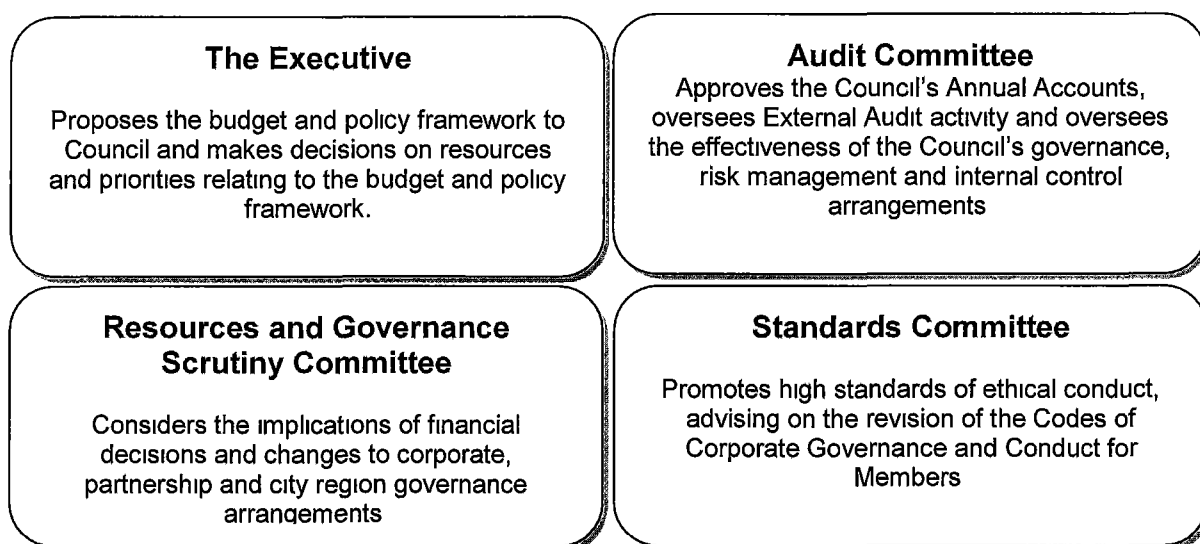 The Executive
Proposes the budget and policy framework to
Council and makes decisions on resources
and priorities relating to the budget and policy
framework.
Audit Committee
Approves the Council's Annual Accounts,
oversees External Audit activity and oversees
the effectiveness of the Council's governance,
risk management and internal control
arrangements
Resources and Governance
Scrutiny Committee
Considers the implications of financial
decisions and changes to corporate,
partnership and city region governance
arrangements
Standards Committee
Promotes high standards of ethical conduct,
advising on the revision of the Codes of
Corporate Governance and Conduct for
Members